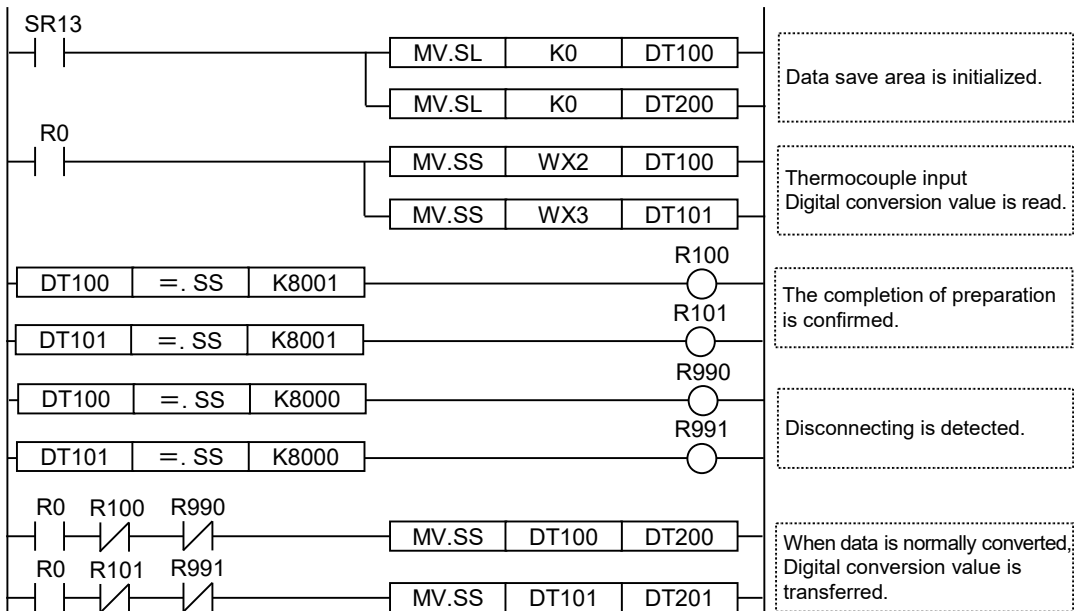 SR13
MV.SL K0 DT100
MV.SL K0 DT200
Data save area is initialized.
R0
MV.SS WX2 DT100
MV.SS WX3 DT101
Thermocouple input
Digital conversion value is read.
R100
DT100 =. SS K8001
R101
DT101 =. SS K8001
The completion of preparation
is confirmed.
R990
DT100 =. SS K8000
R991
DT101 =. SS K8000
Disconnecting is detected.
R0 R100 R990
MV.SS DT100 DT200
R0 R101 R991
MV.SS DT101 DT201
When data is normally converted,
Digital conversion value is
transferred.